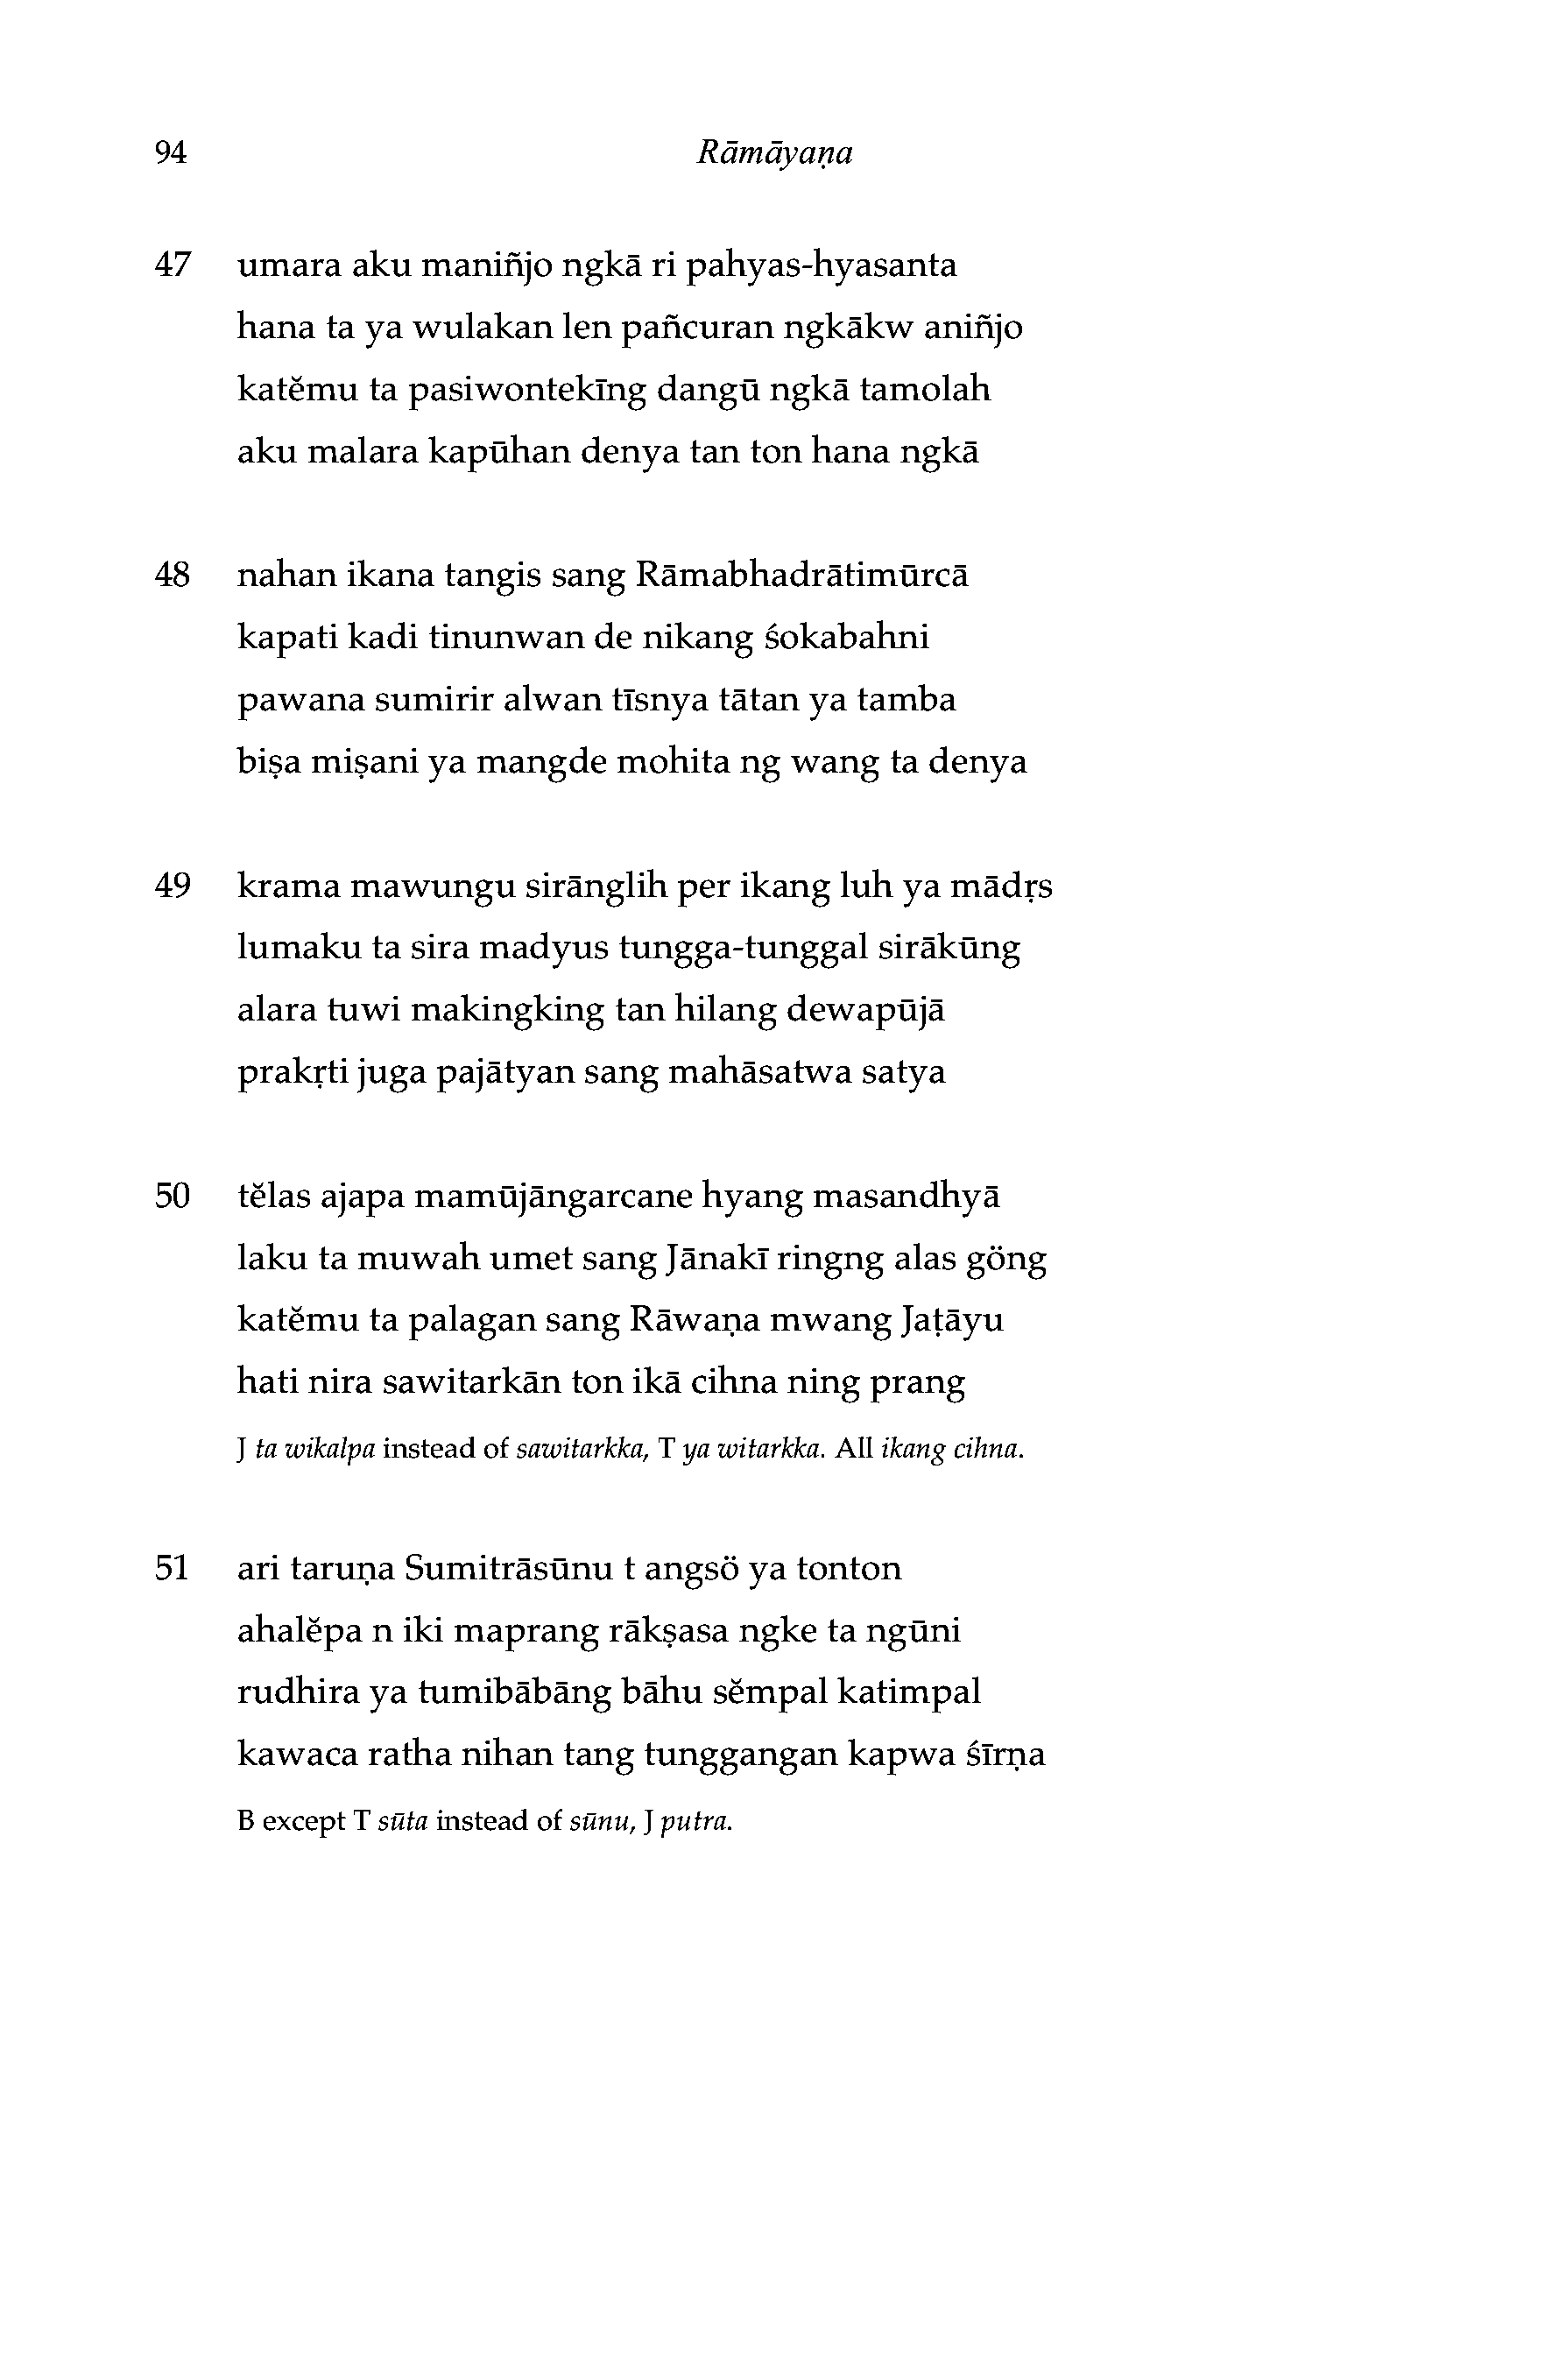 94 Rāmāyaṇa
47 umara aku maniñjo ngkā ri pahyas-hyasanta
hana ta ya wulakan len pañcuran ngkākw aniñjo
katĕmu ta pasiwontekīng dangū ngkā tamolah
aku malara kapūhan denya tan ton hana ngkā
48 nahan ikana tangis sang Rāmabhadrātimūrcā
kapati kadi tinunwan de nikang śokabahni
pawana sumirir alwan tīsnya tātan ya tamba
biṣa miṣani ya mangde mohita ng wang ta denya
49 krama mawungu sirānglih per ikang luh ya mādṛs
lumaku ta sira madyus tungga-tunggal sirākūng
alara tuwi makingking tan hilang dewapūjā
prakṛti juga pajātyan sang mahāsatwa satya
50 tĕlas ajapa mamūjāngarcane hyang masandhyā
laku ta muwah umet sang Jānakī ringng alas göng
katĕmu ta palagan sang Rāwaṇa mwang Jaṭāyu
hati nira sawitarkān ton ikā cihna ning prang
J ta wikalpa instead of sawitarkka, T ya witarkka. All ikang cihna.
51 ari taruṇa Sumitrāsūnu t angsö ya tonton
ahalĕpa n iki maprang rākṣasa ngke ta ngūni
rudhira ya tumibābāng bāhu sĕmpal katimpal
kawaca ratha nihan tang tunggangan kapwa śīrṇa
B except T sūta instead of sūnu, J putra.